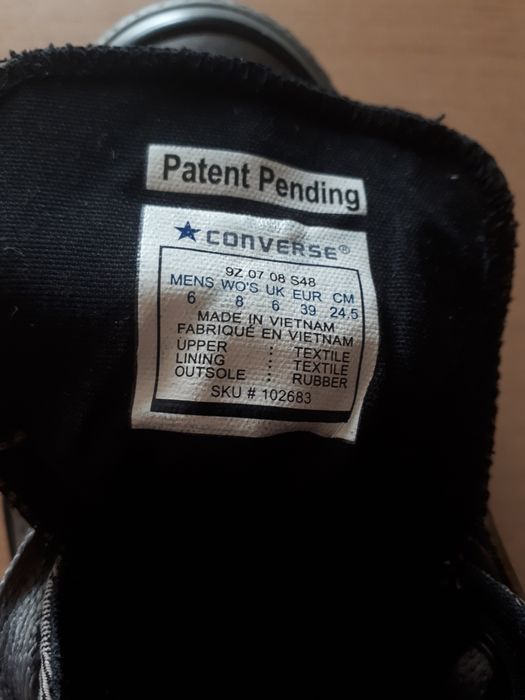 Patent Pending
CONVERSE®
9Z 07 08 S48
MENS WO'S UK EUR CM
6 8 6 39 24.5
MADE IN VIETNAM
FABRIQUÉ EN VIETNAM
UPPER : TEXTILE
LINING : TEXTILE
OUTSOLE : RUBBER
SKU # 102683